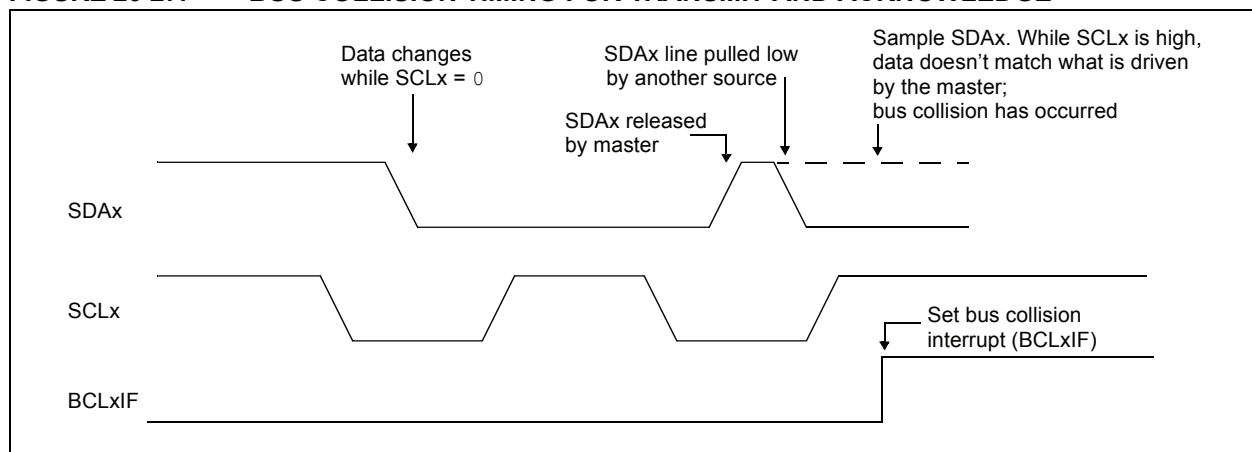 Data changes
while SCLx = 0
SDAx line pulled low
by another source
Sample SDAx. While SCLx is high,
data doesn't match what is driven
by the master;
bus collision has occurred
SDAx released
by master
SDAx
SCLx
Set bus collision
interrupt (BCLxIF)
BCLxIF